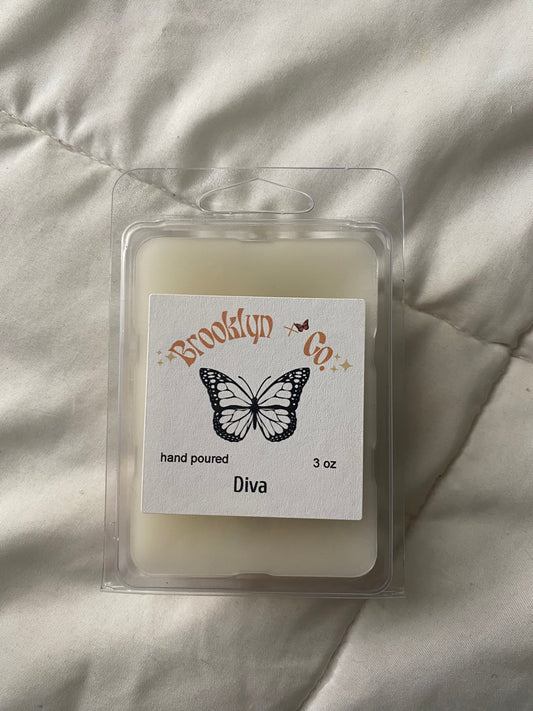 Brooklyn + Co.
hand poured 3 oz
Diva